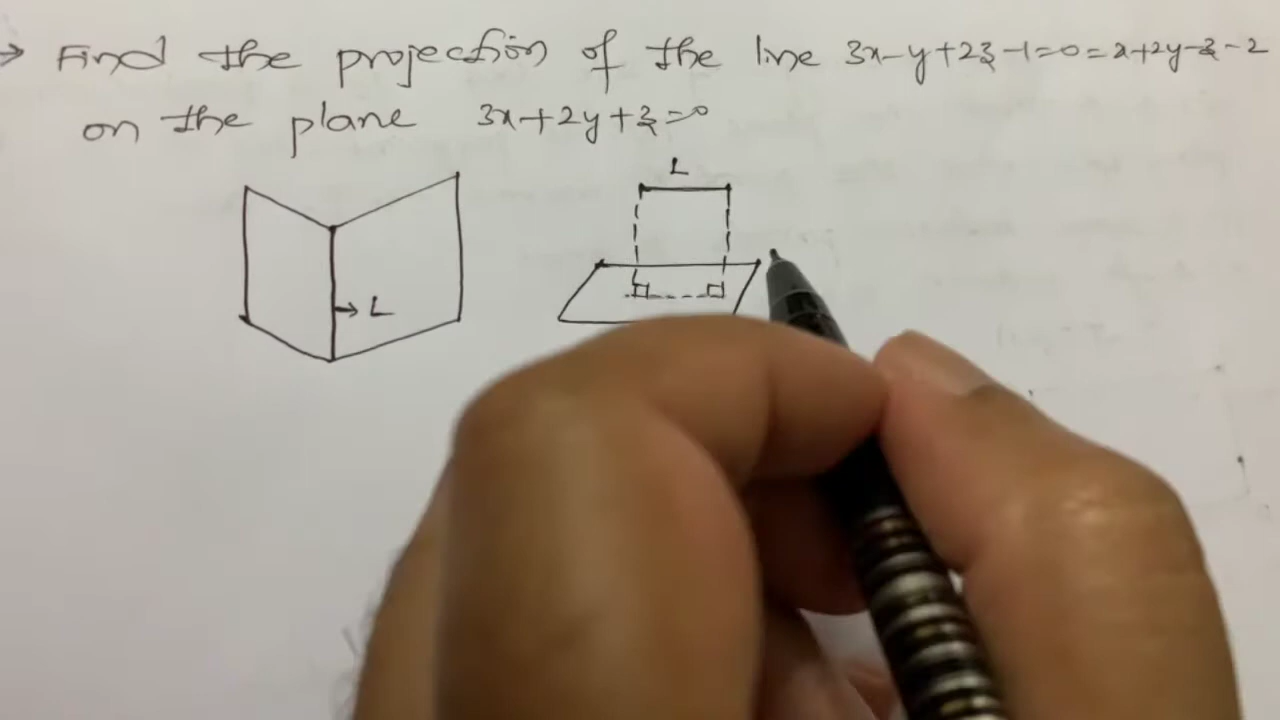 → Find the projection of the line 3x-y+2z-1=0=x+2y-z-2
on the plane 3x+2y+z=0
L
L